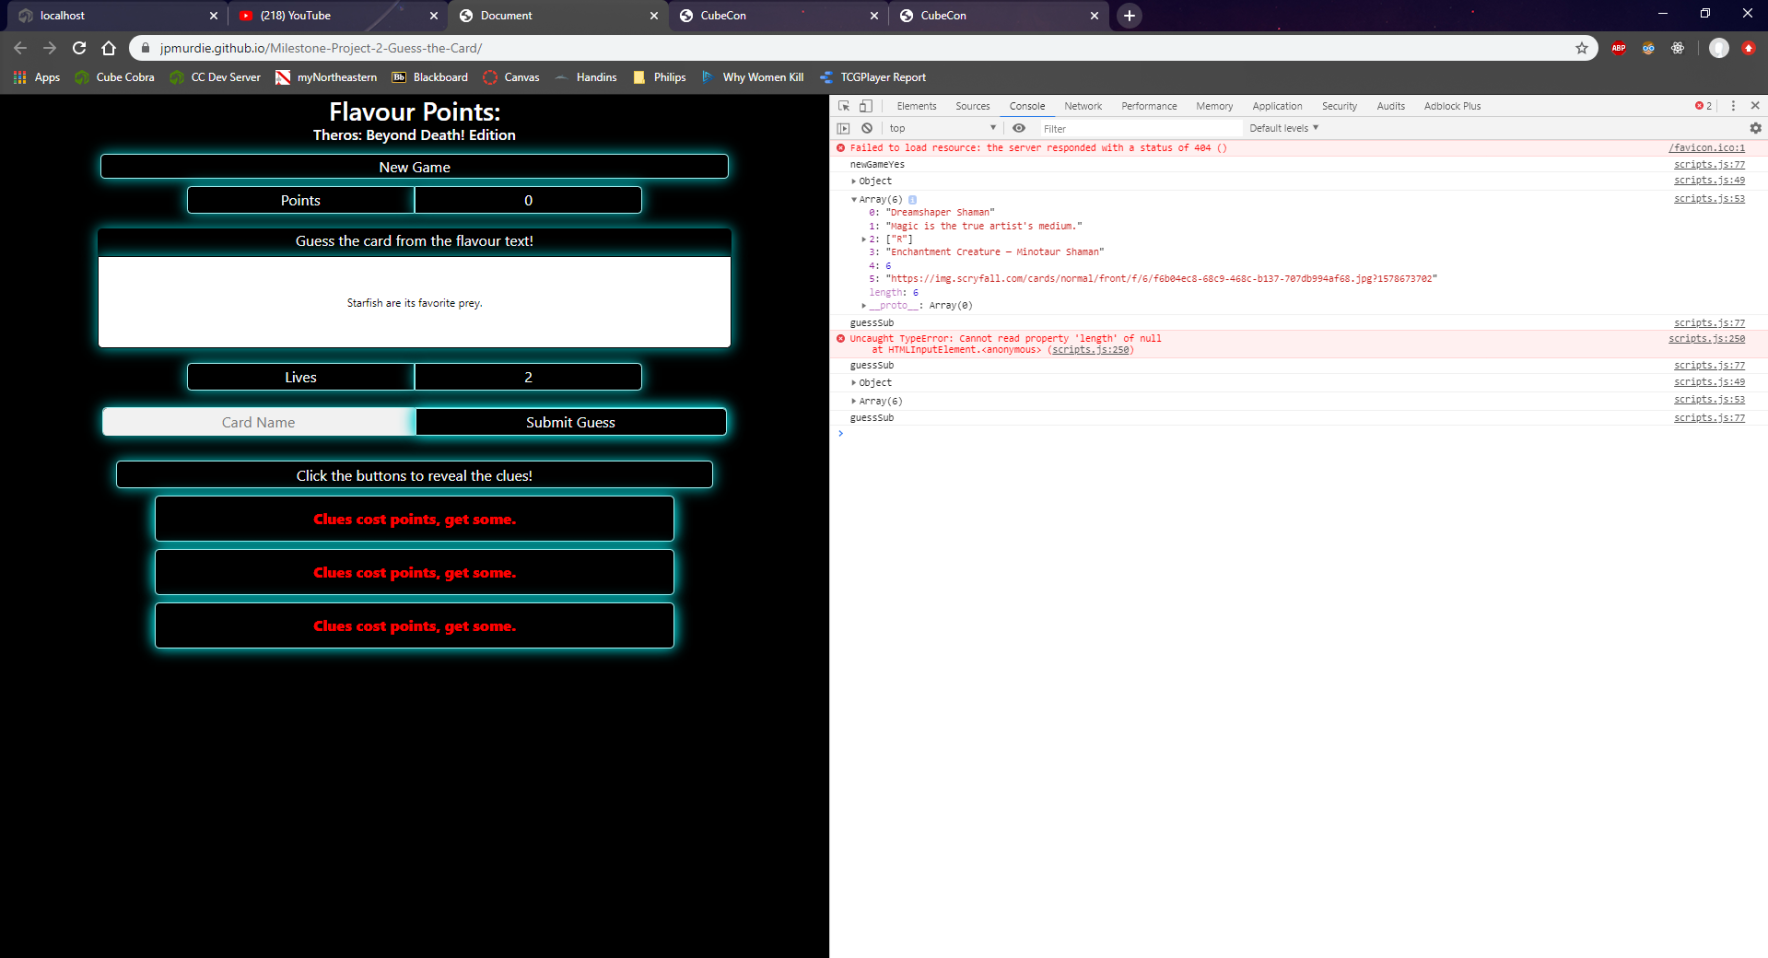 localhost
(218) YouTube
Document
CubeCon
CubeCon
jpmurdie.github.io/Milestone-Project-2-Guess-the-Card/
ABP
Apps
Cube Cobra
CC Dev Server
myNortheastern
Bb Blackboard
Canvas
Handins
Philips
Why Women Kill
TCGPlayer Report
Flavour Points:
Theros: Beyond Death! Edition
New Game
Points 0
Guess the card from the flavour text!
Starfish are its favorite prey.
Lives 2
Card Name Submit Guess
Click the buttons to reveal the clues!
Clues cost points, get some.
Clues cost points, get some.
Clues cost points, get some.
Elements Sources Console Network Performance Memory Application Security Audits Adblock Plus 2
top Filter Default levels
Failed to load resource: the server responded with a status of 404 () /favicon.ico:1
newGameYes scripts.js:77
Object scripts.js:49
Array(6) i scripts.js:53
0: "Dreamshaper Shaman"
1: "Magic is the true artist's medium."
2: ["R"]
3: "Enchantment Creature — Minotaur Shaman"
4: 6
5: "https://img.scryfall.com/cards/normal/front/f/6/f6b04ec8-68c9-468c-b137-707db994af68.jpg?1578673702"
length: 6
__proto__: Array(0)
guessSub scripts.js:77
Uncaught TypeError: Cannot read property 'length' of null scripts.js:250
at HTMLInputElement.<anonymous> (scripts.js:250)
guessSub scripts.js:77
Object scripts.js:49
Array(6) scripts.js:53
guessSub scripts.js:77